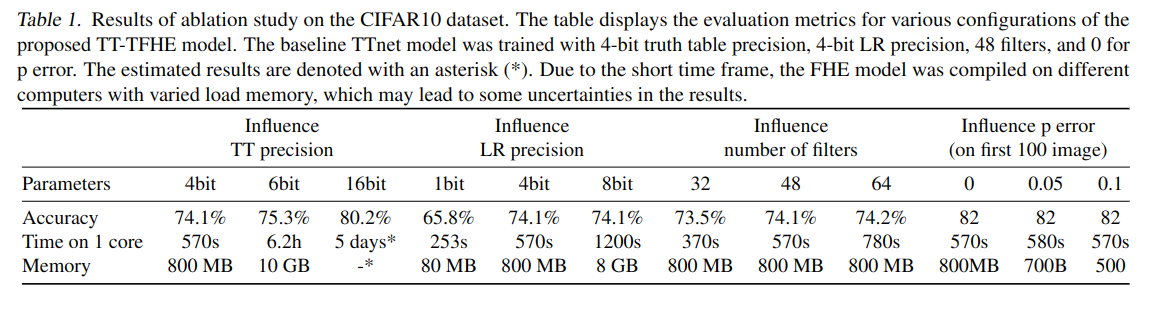 Table 1. Results of ablation study on the CIFAR10 dataset. The table displays the evaluation metrics for various configurations of the
proposed TT-TFHE model. The baseline TTnet model was trained with 4-bit truth table precision, 4-bit LR precision, 48 filters, and 0 for
p error. The estimated results are denoted with an asterisk (*). Due to the short time frame, the FHE model was compiled on different
computers with varied load memory, which may lead to some uncertainties in the results.
Influence Influence Influence Influence p error
TT precision LR precision number of filters (on first 100 image)
Parameters 4bit 6bit 16bit 1bit 4bit 8bit 32 48 64 0 0.05 0.1
Accuracy 74.1% 75.3% 80.2% 65.8% 74.1% 74.1% 73.5% 74.1% 74.2% 82 82 82
Time on 1 core 570s 6.2h 5 days* 253s 570s 1200s 370s 570s 780s 570s 580s 570s
Memory 800 MB 10 GB -* 80 MB 800 MB 8 GB 800 MB 800 MB 800 MB 800MB 700B 500